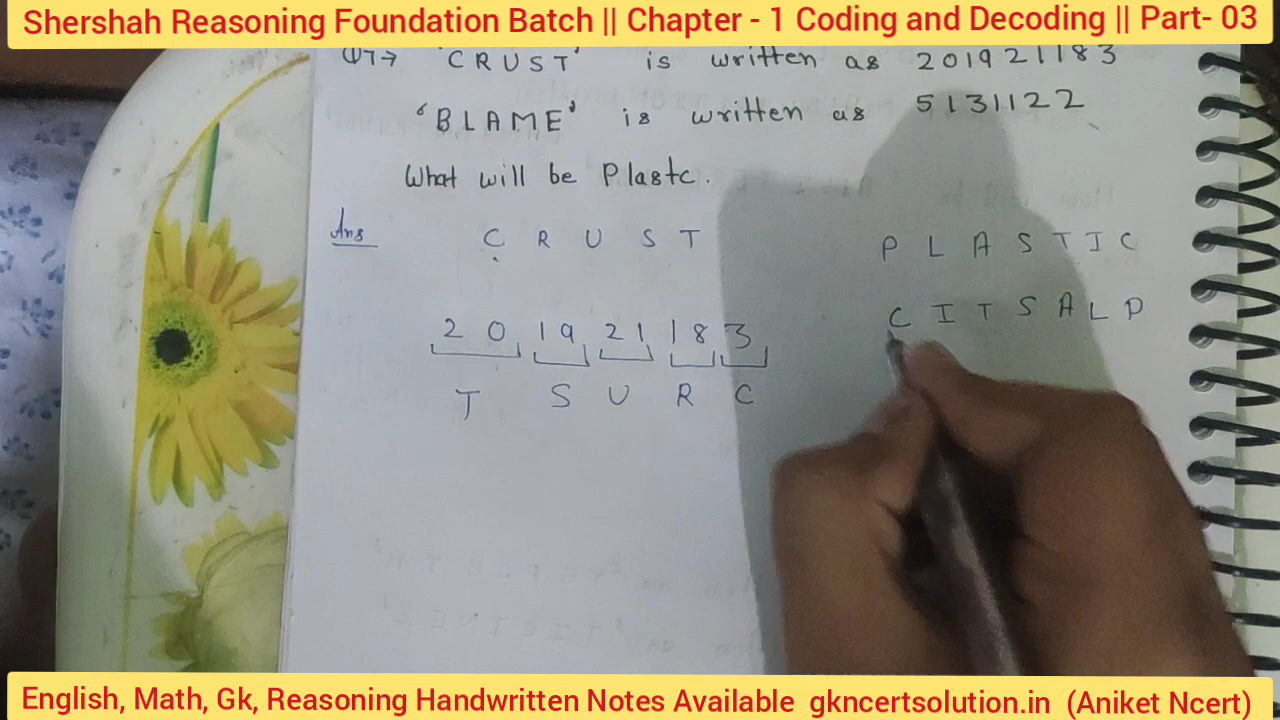 Shershah Reasoning Foundation Batch || Chapter - 1 Coding and Decoding || Part- 03
Q7→ 'CRUST' is written as 201921183
'BLAME' is written as 5131122
What will be Plastc.
Ans C R U S T
P L A S T I C
C I T S A L P
20 19 21 18 3
T S U R C
English, Math, Gk, Reasoning Handwritten Notes Available gkncertsolution.in (Aniket Ncert)